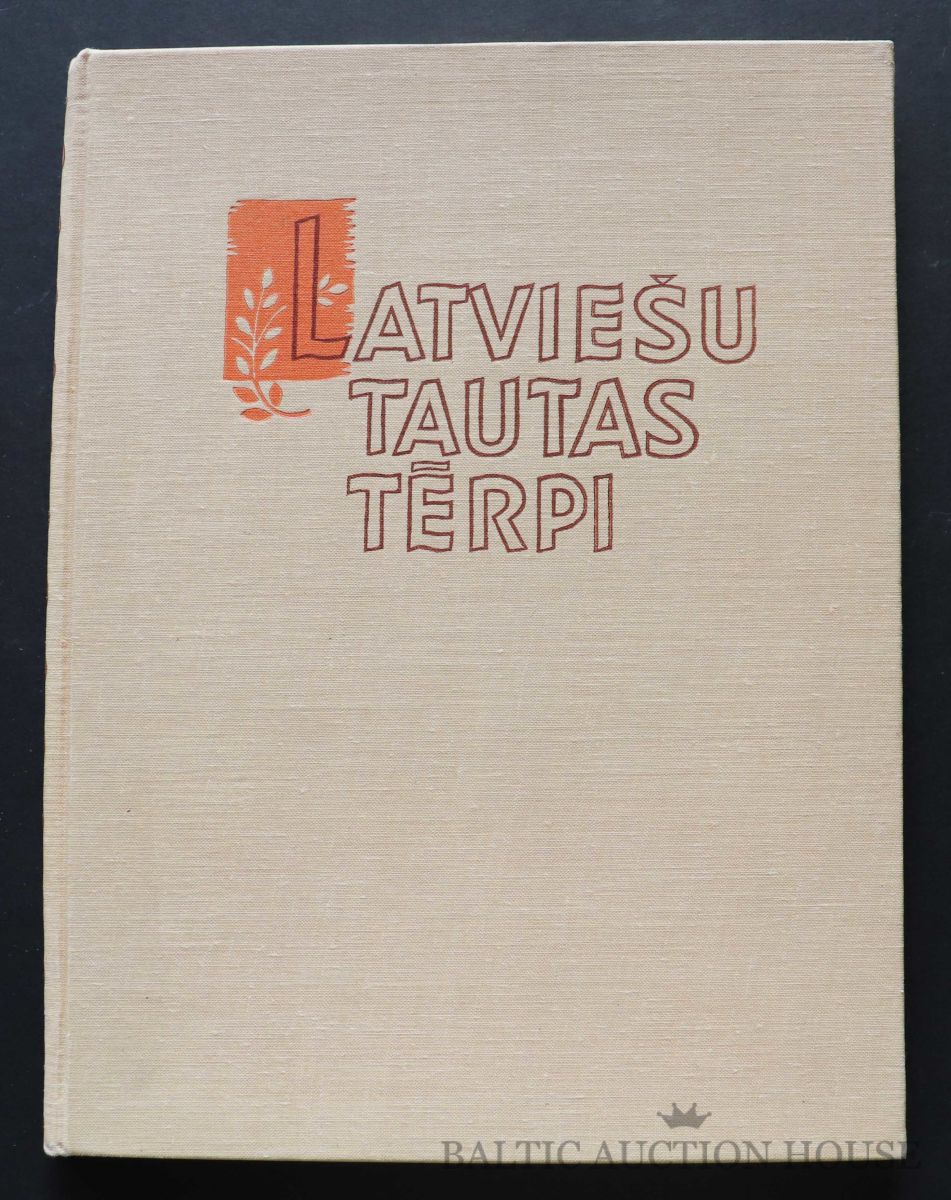 LATVIEŠU
TAUTAS
TĒRPI
BALTIC AUCTION HOUSE